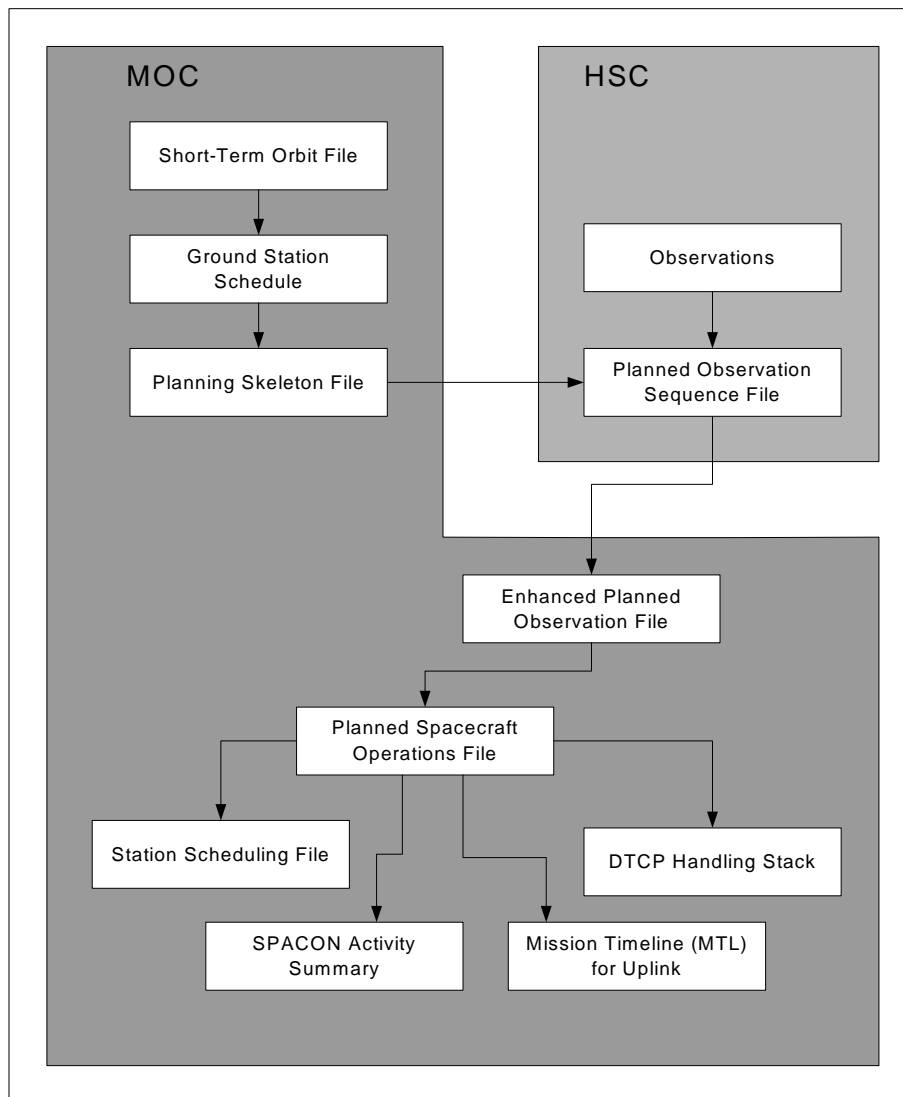 MOC
HSC
Short-Term Orbit File
Ground Station
Schedule
Observations
Planning Skeleton File
Planned Observation
Sequence File
Enhanced Planned
Observation File
Planned Spacecraft
Operations File
Station Scheduling File
DTCP Handling Stack
SPACON Activity
Summary
Mission Timeline (MTL)
for Uplink